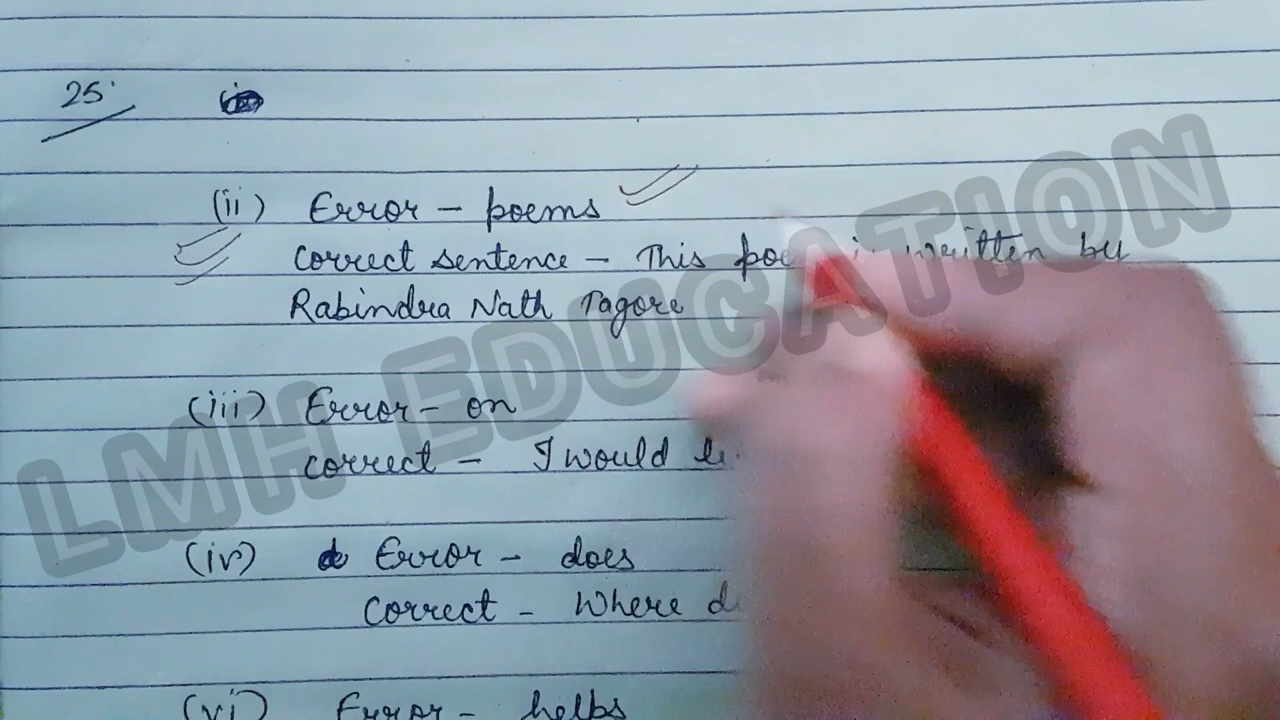 25.
(ii) Error - poems
correct sentence - This written by
Rabindra Nath Tagore
(iii) Error - on
correct - I would
(iv) Error - does
correct - Where
(vi) Error - helps
LMH EDUCATION